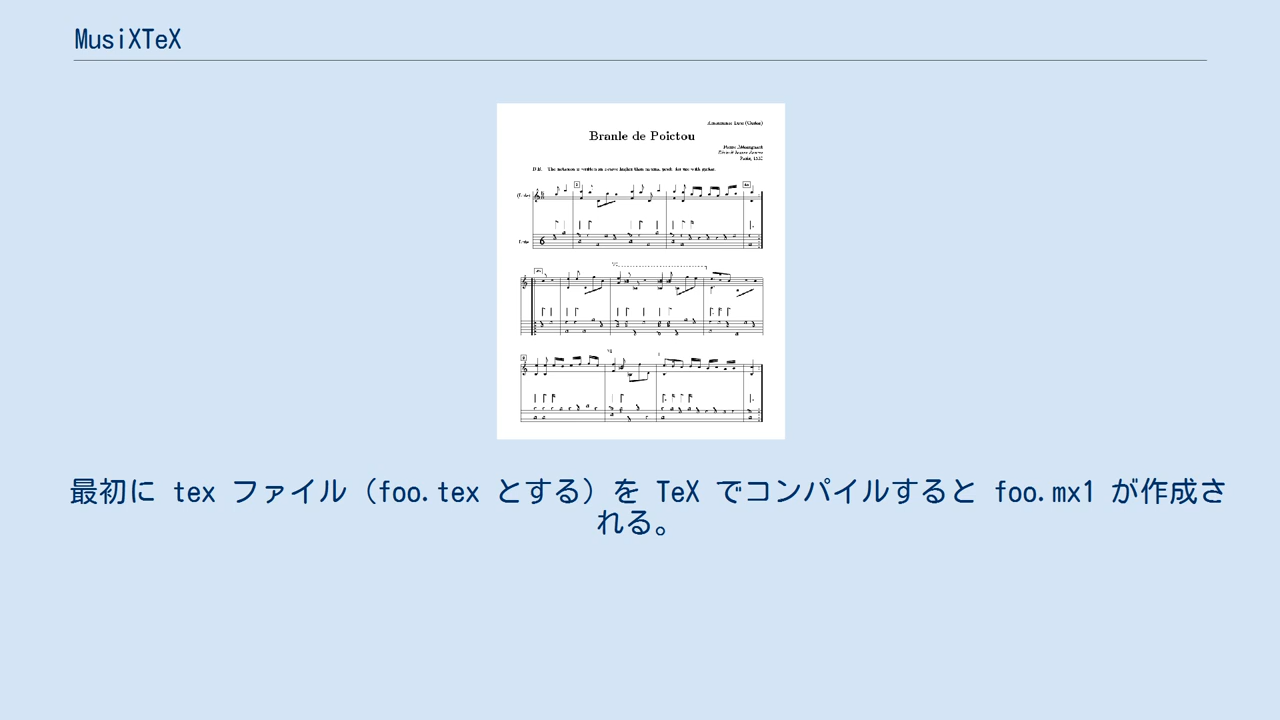 MusiXTeX
Branle de Poictou
最初に tex ファイル（foo.tex とする）を TeX でコンパイルすると foo.mx1 が作成さ
れる。